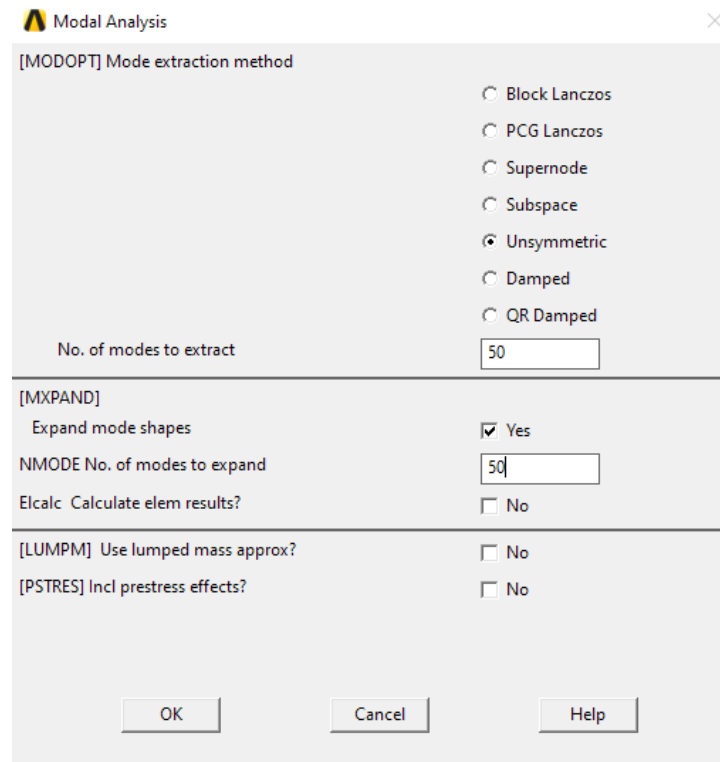 Modal Analysis
[MODOPT] Mode extraction method
Block Lanczos
PCG Lanczos
Supernode
Subspace
Unsymmetric
Damped
QR Damped
No. of modes to extract 50
[MXPAND]
Expand mode shapes Yes
NMODE No. of modes to expand 50
Elcalc Calculate elem results? No
[LUMPM] Use lumped mass approx? No
[PSTRES] Incl prestress effects? No
OK Cancel Help